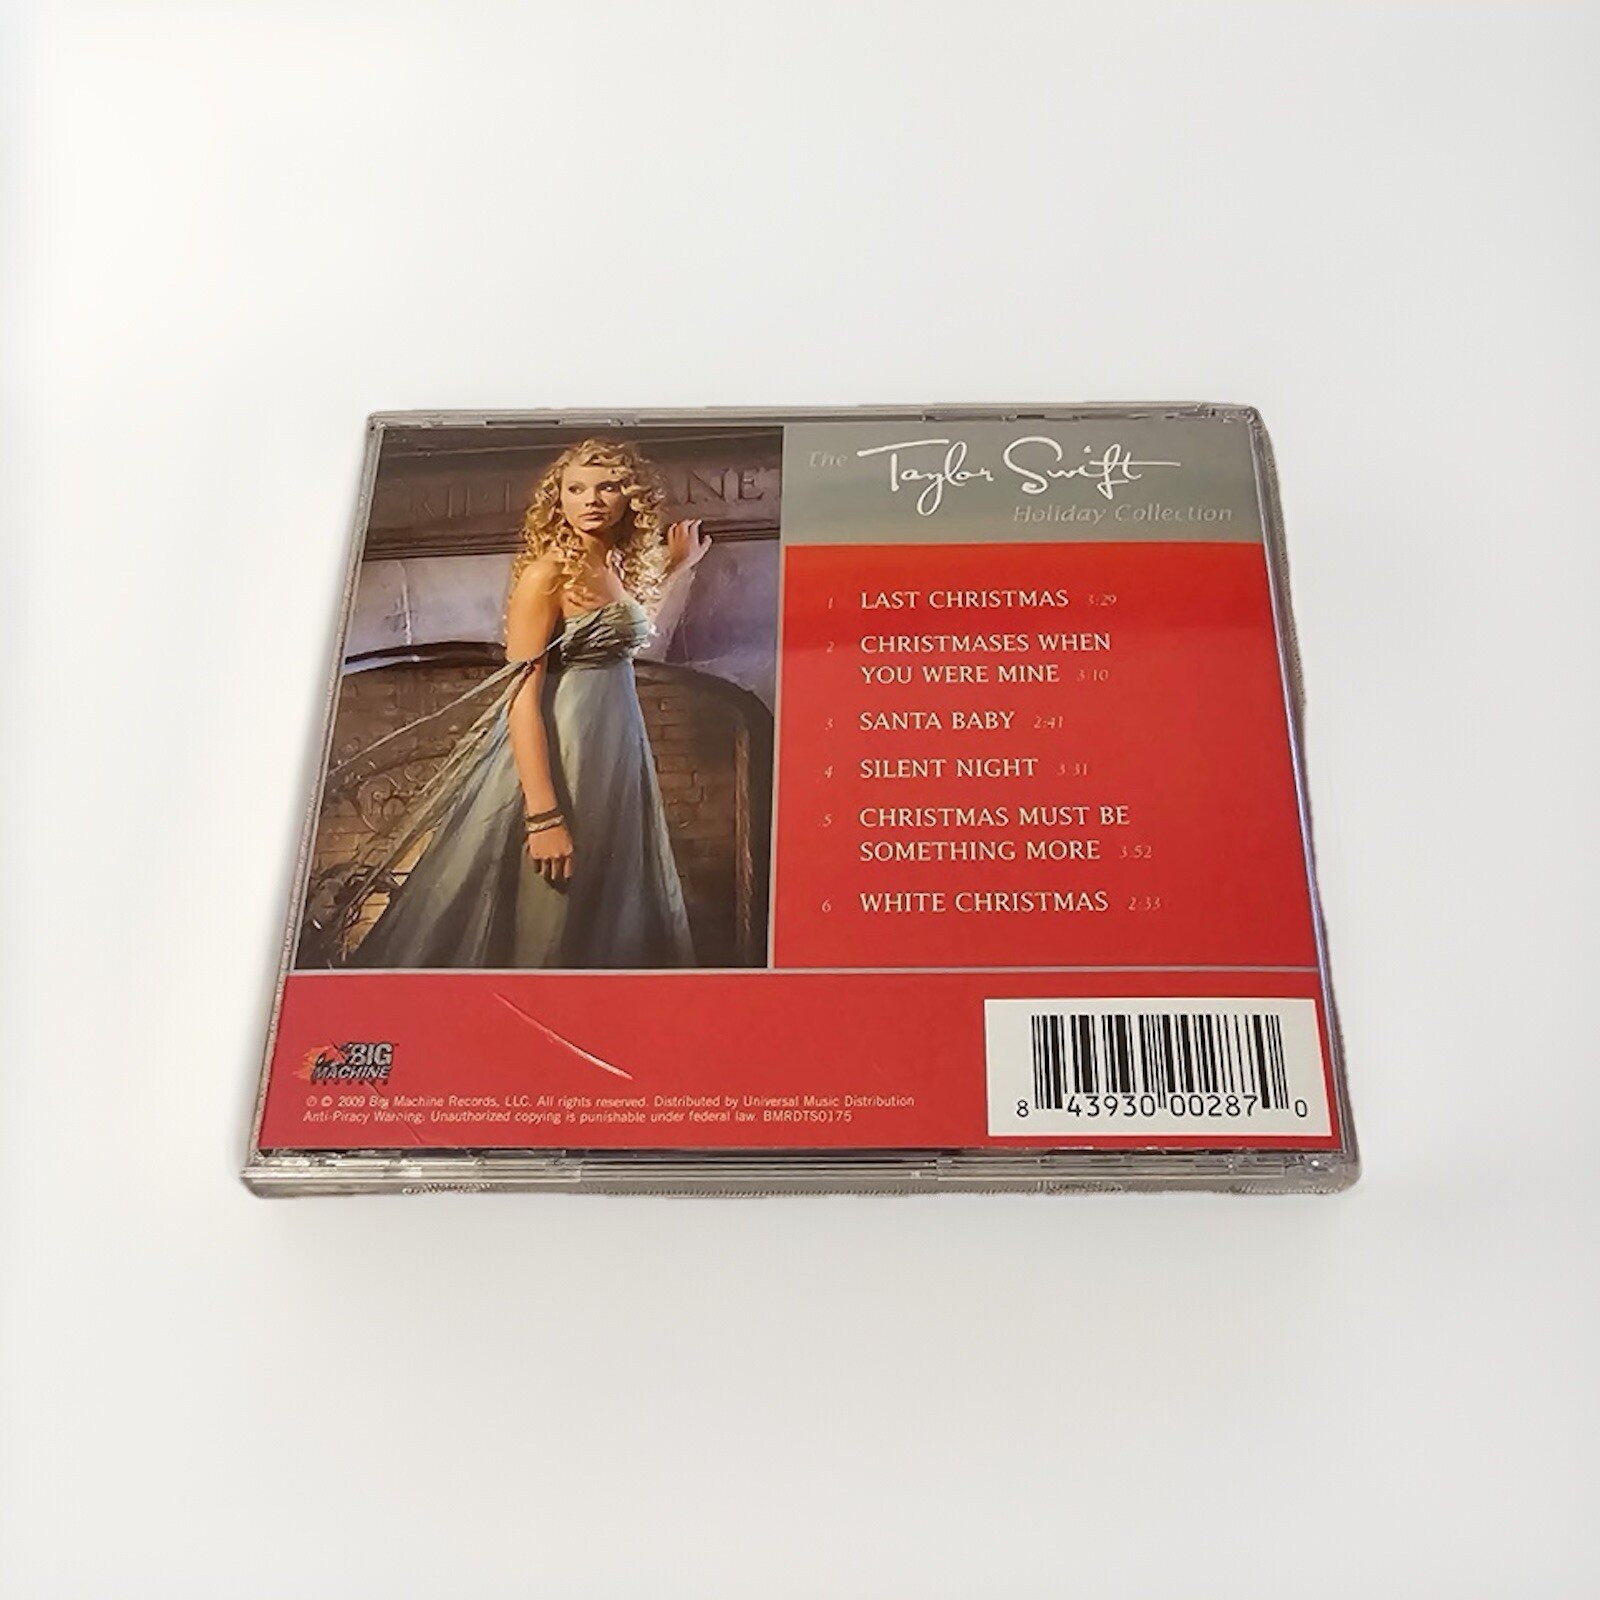 The Taylor Swift
Holiday Collection
1 LAST CHRISTMAS 3:29
2 CHRISTMASES WHEN
YOU WERE MINE 3:10
3 SANTA BABY 2:41
4 SILENT NIGHT 3:31
5 CHRISTMAS MUST BE
SOMETHING MORE 3:52
6 WHITE CHRISTMAS 2:33
BIG
MACHINE
RECORDS
℗ © 2009 Big Machine Records, LLC. All rights reserved. Distributed by Universal Music Distribution
Anti-Piracy Warning: Unauthorized copying is punishable under federal law. BMRDTS0175
8 43930 00287 0